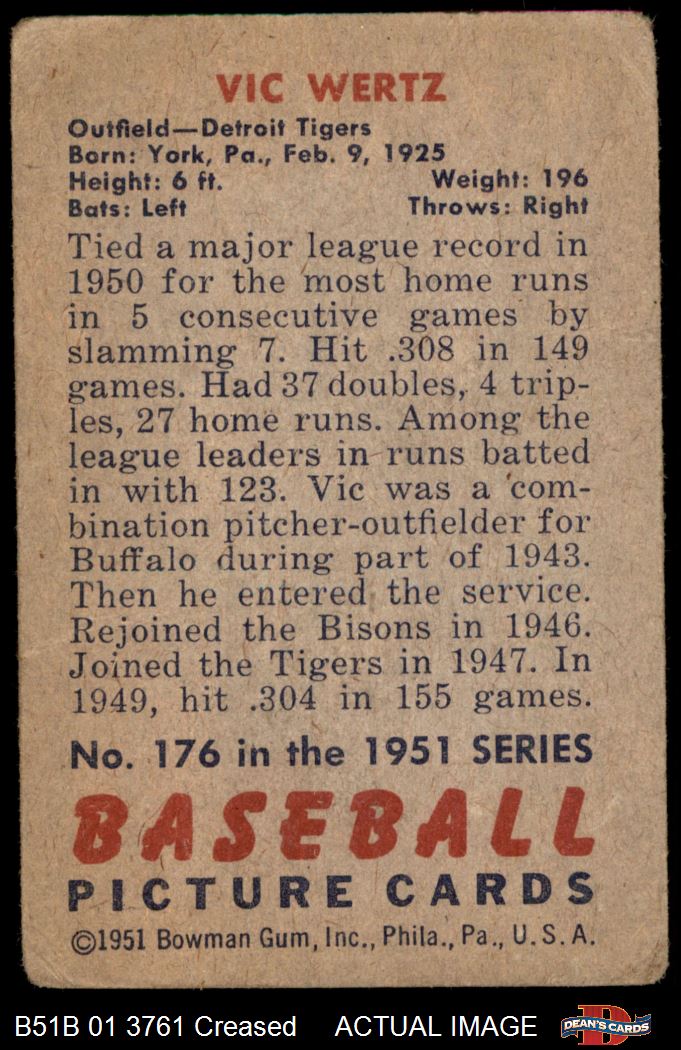 VIC WERTZ
Outfield—Detroit Tigers
Born: York, Pa., Feb. 9, 1925
Height: 6 ft. Weight: 196
Bats: Left Throws: Right
Tied a major league record in
1950 for the most home runs
in 5 consecutive games by
slamming 7. Hit .308 in 149
games. Had 37 doubles, 4 trip-
les, 27 home runs. Among the
league leaders in runs batted
in with 123. Vic was a com-
bination pitcher-outfielder for
Buffalo during part of 1943.
Then he entered the service.
Rejoined the Bisons in 1946.
Joined the Tigers in 1947. In
1949, hit .304 in 155 games.
No. 176 in the 1951 SERIES
BASEBALL
PICTURE CARDS
©1951 Bowman Gum, Inc., Phila., Pa., U. S. A.
B51B 01 3761 Creased ACTUAL IMAGE D DEAN'S CARDS